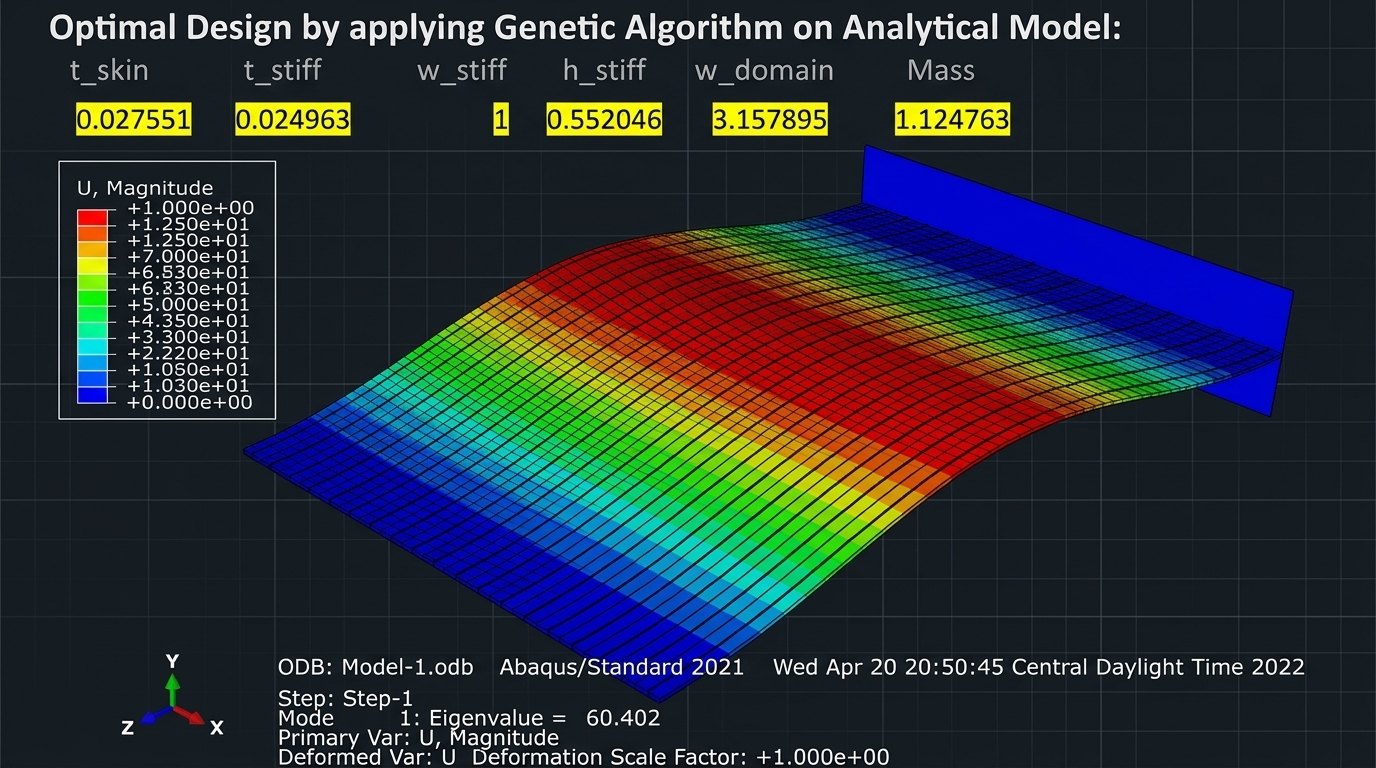 Optimal Design by applying Genetic Algorithm on Analytical Model:
t_skin t_stiff w_stiff h_stiff w_domain Mass
0.027551 0.024963 1 0.552046 3.157895 1.124763
U, Magnitude
+1.000e+00
+1.250e+01
+1.250e+01
+7.000e+01
+6.530e+01
+6.330e+01
+5.000e+01
+4.350e+01
+3.300e+01
+2.220e+01
+1.060e+01
+1.030e+01
+0.000e+00
Y
Z X
ODB: Model-1.odb Abaqus/Standard 2021 Wed Apr 20 20:50:45 Central Daylight Time 2022
Step: Step-1
Mode 1: Eigenvalue = 60.402
Primary Var: U, Magnitude
Deformed Var: U Deformation Scale Factor: +1.000e+00